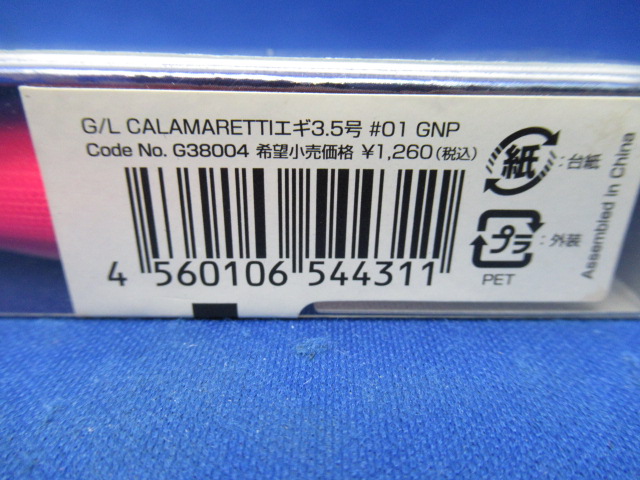 G/L CALAMARETTIエギ3.5号 #01 GNP
Code No. G38004 希望小売価格 ¥1,260(税込)
4 560106 544311
紙 :台紙
プラ :外装
PET
Assembled in China